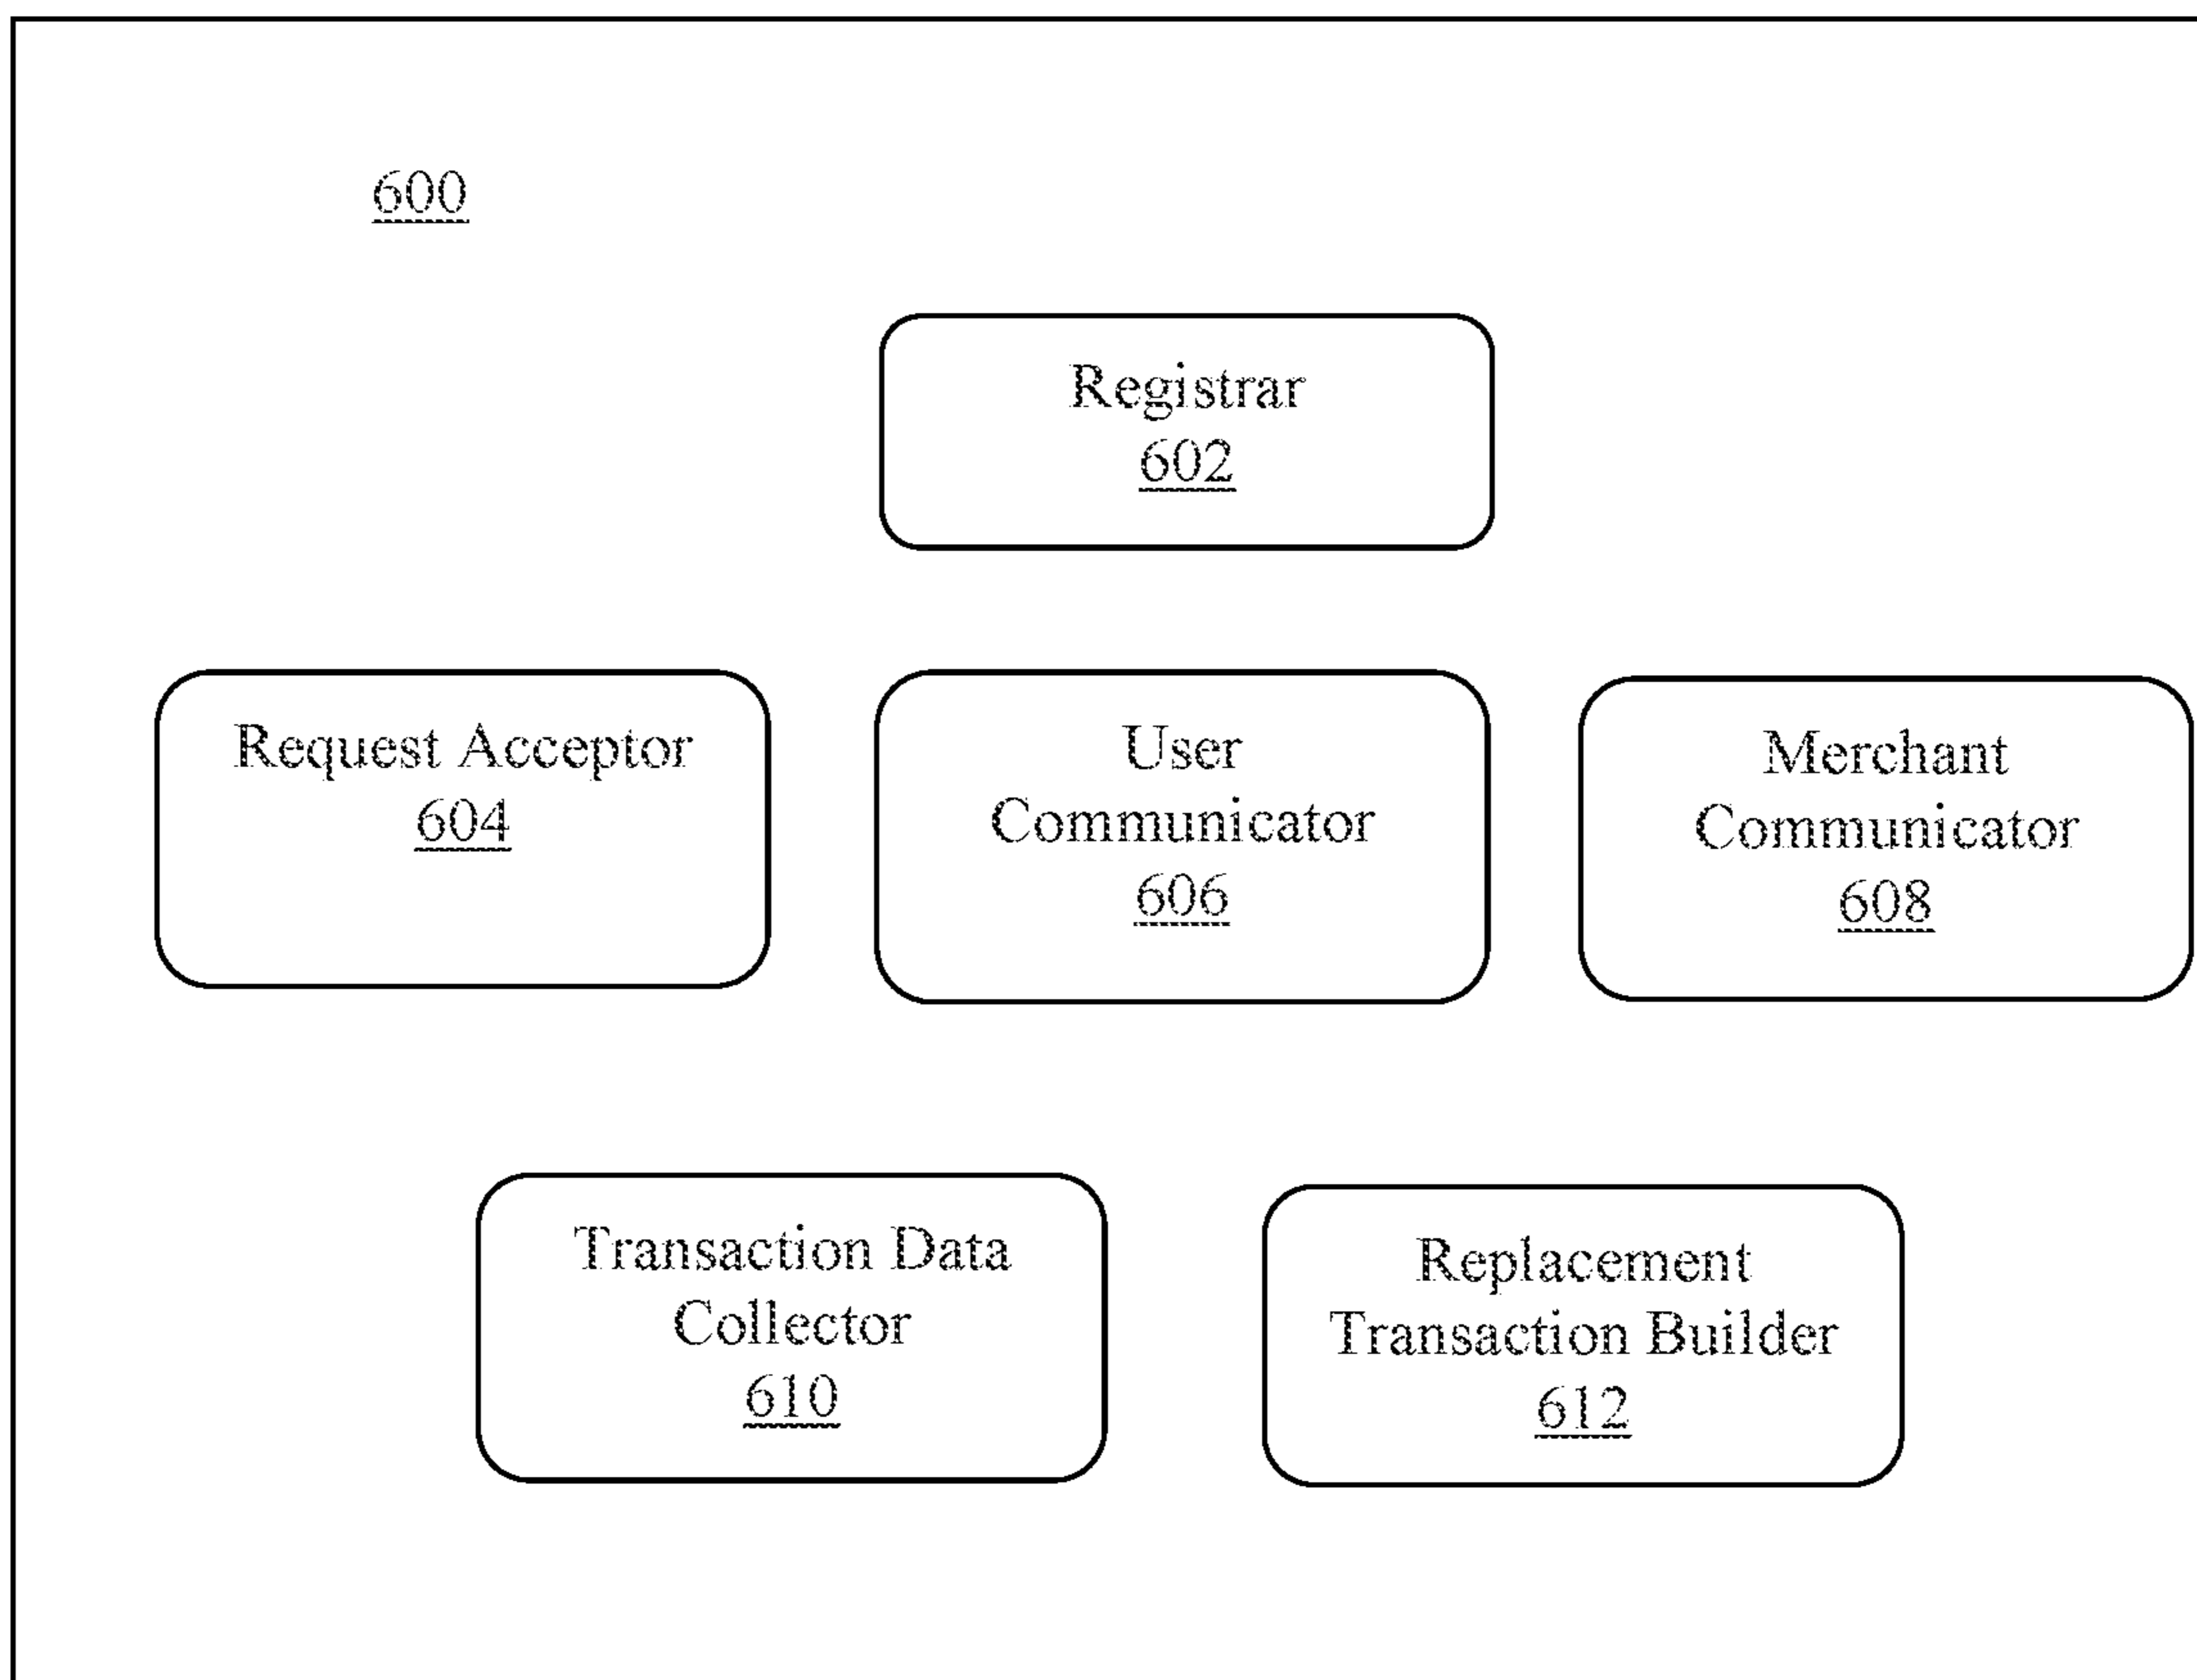 600
Registrar
602
Request Acceptor
604
User
Communicator
606
Merchant
Communicator
608
Transaction Data
Collector
610
Replacement
Transaction Builder
612